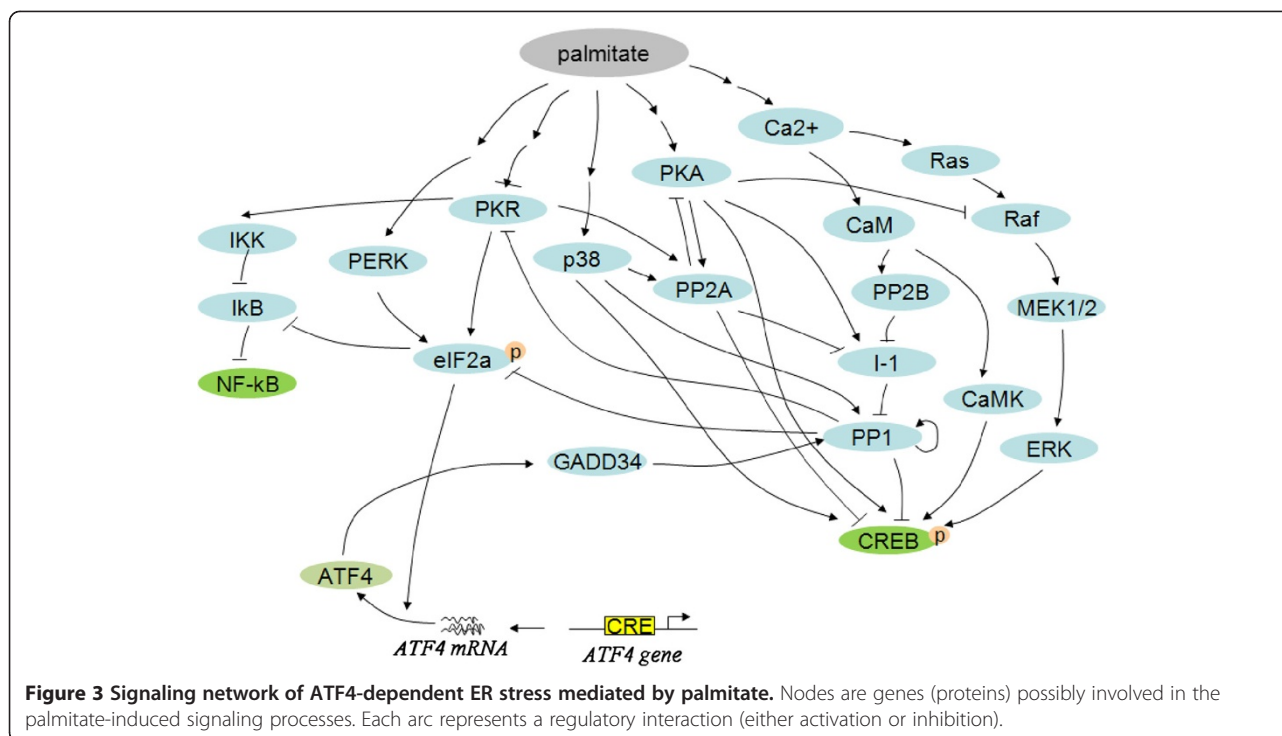 palmitate
Ca2+
Ras
PKA
PKR
Raf
IKK
CaM
PERK
p38
PP2A
PP2B
IkB
MEK1/2
eIF2a
p
I-1
NF-kB
CaMK
PP1
ERK
GADD34
CREB
p
ATF4
CRE
ATF4 mRNA
ATF4 gene
Figure 3 Signaling network of ATF4-dependent ER stress mediated by palmitate. Nodes are genes (proteins) possibly involved in the
palmitate-induced signaling processes. Each arc represents a regulatory interaction (either activation or inhibition).